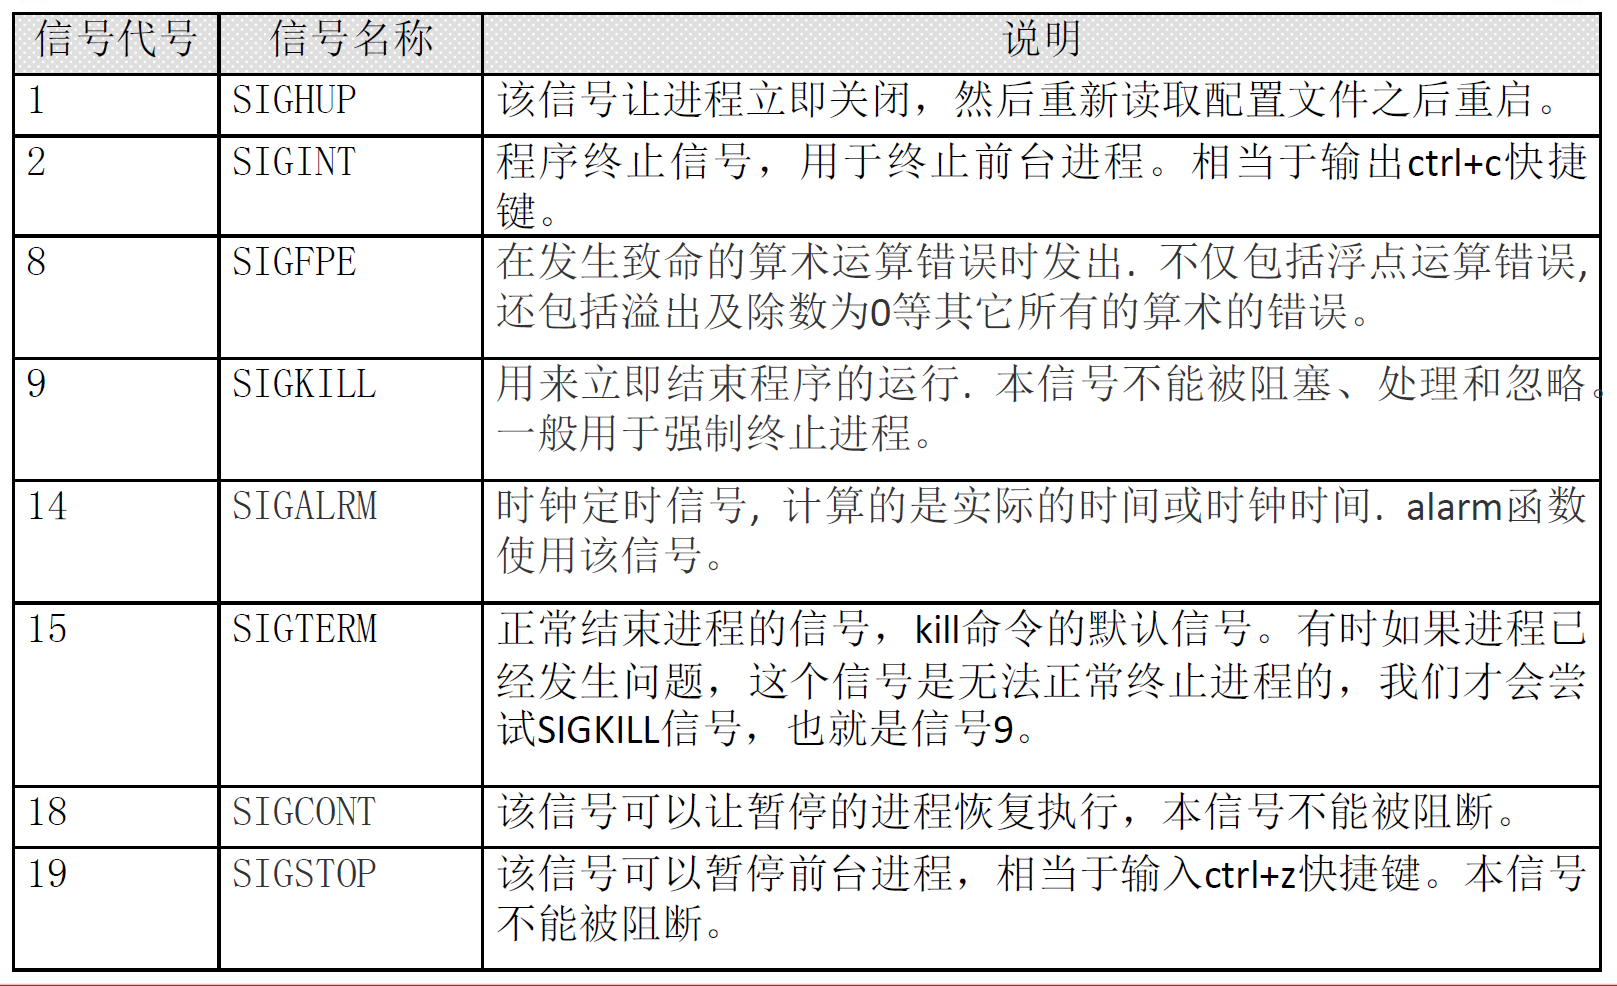 信号代号 信号名称 说明
1 SIGHUP 该信号让进程立即关闭，然后重新读取配置文件之后重启。
2 SIGINT 程序终止信号，用于终止前台进程。相当于输出ctrl+c快捷
键。
8 SIGFPE 在发生致命的算术运算错误时发出. 不仅包括浮点运算错误,
还包括溢出及除数为0等其它所有的算术的错误。
9 SIGKILL 用来立即结束程序的运行. 本信号不能被阻塞、处理和忽略。
一般用于强制终止进程。
14 SIGALRM 时钟定时信号, 计算的是实际的时间或时钟时间. alarm函数
使用该信号。
15 SIGTERM 正常结束进程的信号，kill命令的默认信号。有时如果进程已
经发生问题，这个信号是无法正常终止进程的，我们才会尝
试SIGKILL信号，也就是信号9。
18 SIGCONT 该信号可以让暂停的进程恢复执行，本信号不能被阻断。
19 SIGSTOP 该信号可以暂停前台进程，相当于输入ctrl+z快捷键。本信号
不能被阻断。